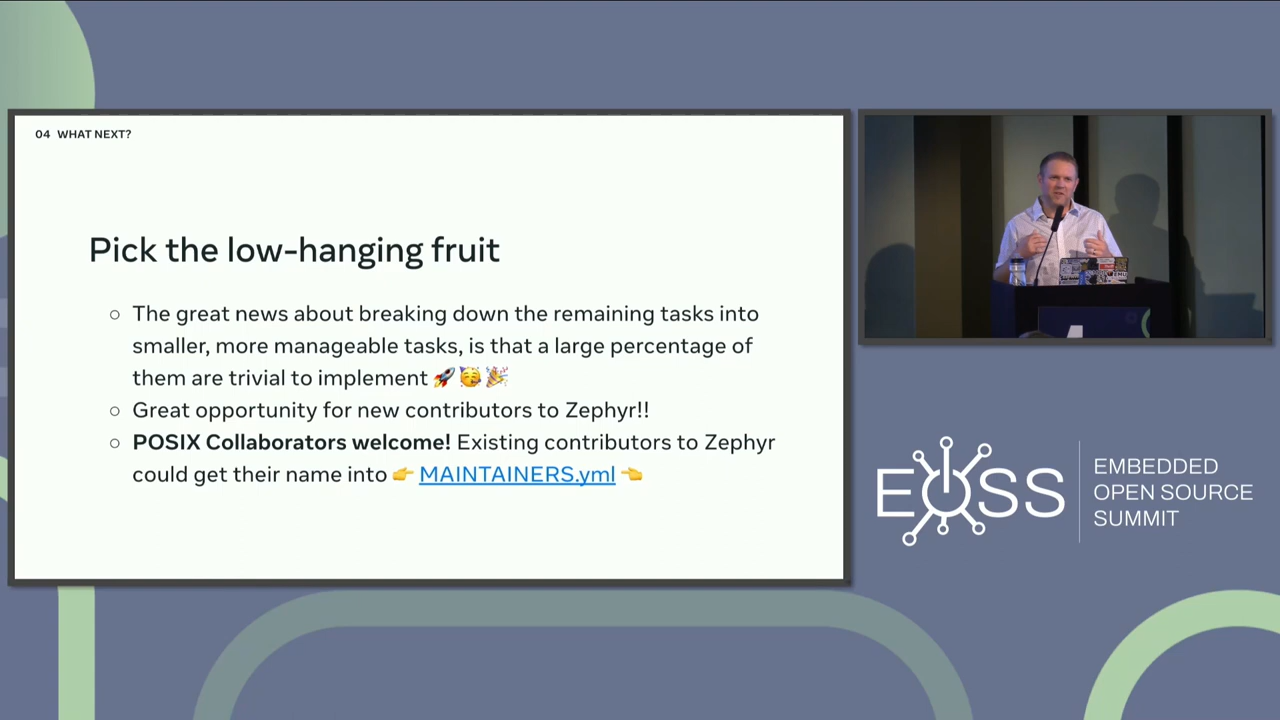 04 WHAT NEXT?
Pick the low-hanging fruit
○ The great news about breaking down the remaining tasks into
smaller, more manageable tasks, is that a large percentage of
them are trivial to implement 🚀🥳🎉
○ Great opportunity for new contributors to Zephyr!!
○ POSIX Collaborators welcome! Existing contributors to Zephyr
could get their name into 👉 MAINTAINERS.yml 👈
EOSS
EMBEDDED
OPEN SOURCE
SUMMIT